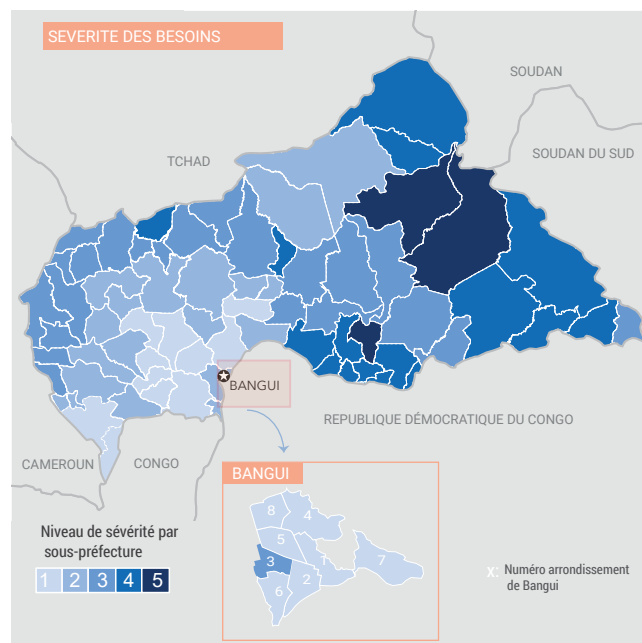 SEVERITE DES BESOINS
SOUDAN
TCHAD
SOUDAN DU SUD
BANGUI
REPUBLIQUE DÉMOCRATIQUE DU CONGO
CAMEROUN
CONGO
BANGUI
8
4
5
3
1
7
2
6
Niveau de sévérité par
sous-préfecture
1 2 3 4 5
x: Numéro arrondissement
de Bangui